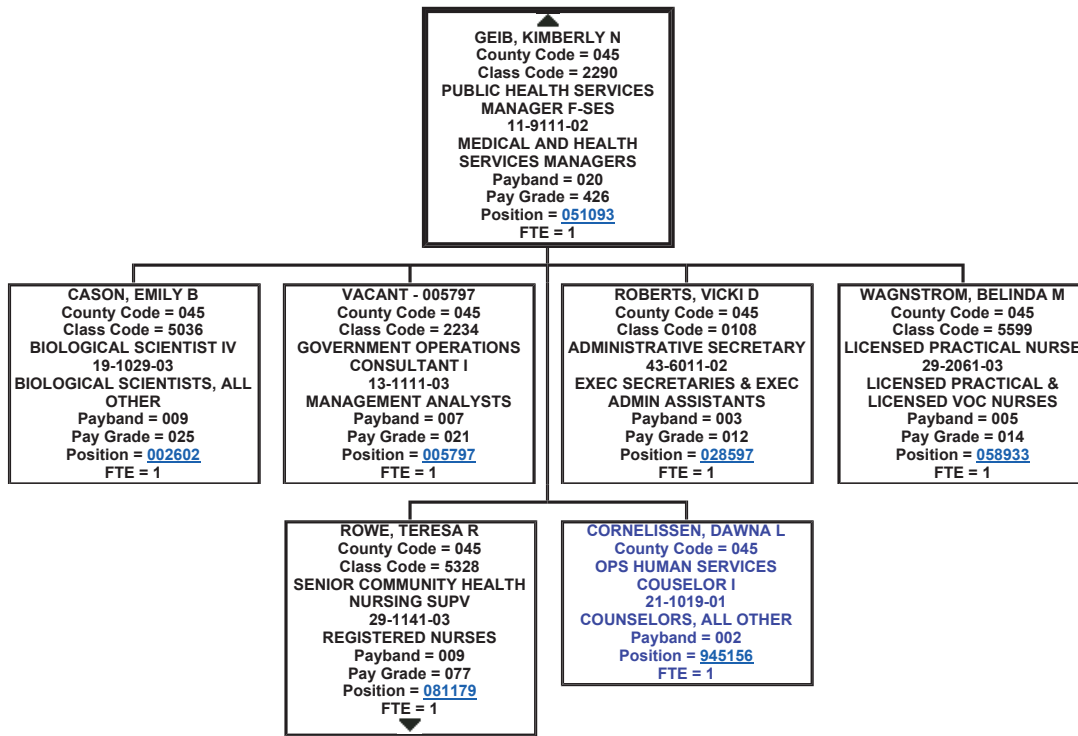 GEIB, KIMBERLY N
County Code = 045
Class Code = 2290
PUBLIC HEALTH SERVICES
MANAGER F-SES
11-9111-02
MEDICAL AND HEALTH
SERVICES MANAGERS
Payband = 020
Pay Grade = 426
Position = 051093
FTE = 1
CASON, EMILY B
County Code = 045
Class Code = 5036
BIOLOGICAL SCIENTIST IV
19-1029-03
BIOLOGICAL SCIENTISTS, ALL
OTHER
Payband = 009
Pay Grade = 025
Position = 002602
FTE = 1
VACANT - 005797
County Code = 045
Class Code = 2234
GOVERNMENT OPERATIONS
CONSULTANT I
13-1111-03
MANAGEMENT ANALYSTS
Payband = 007
Pay Grade = 021
Position = 005797
FTE = 1
ROBERTS, VICKI D
County Code = 045
Class Code = 0108
ADMINISTRATIVE SECRETARY
43-6011-02
EXEC SECRETARIES & EXEC
ADMIN ASSISTANTS
Payband = 003
Pay Grade = 012
Position = 028597
FTE = 1
WAGNSTROM, BELINDA M
County Code = 045
Class Code = 5599
LICENSED PRACTICAL NURSE
29-2061-03
LICENSED PRACTICAL &
LICENSED VOC NURSES
Payband = 005
Pay Grade = 014
Position = 058933
FTE = 1
ROWE, TERESA R
County Code = 045
Class Code = 5328
SENIOR COMMUNITY HEALTH
NURSING SUPV
29-1141-03
REGISTERED NURSES
Payband = 009
Pay Grade = 077
Position = 081179
FTE = 1
CORNELISSEN, DAWNA L
County Code = 045
OPS HUMAN SERVICES
COUSELOR I
21-1019-01
COUNSELORS, ALL OTHER
Payband = 002
Position = 945156
FTE = 1